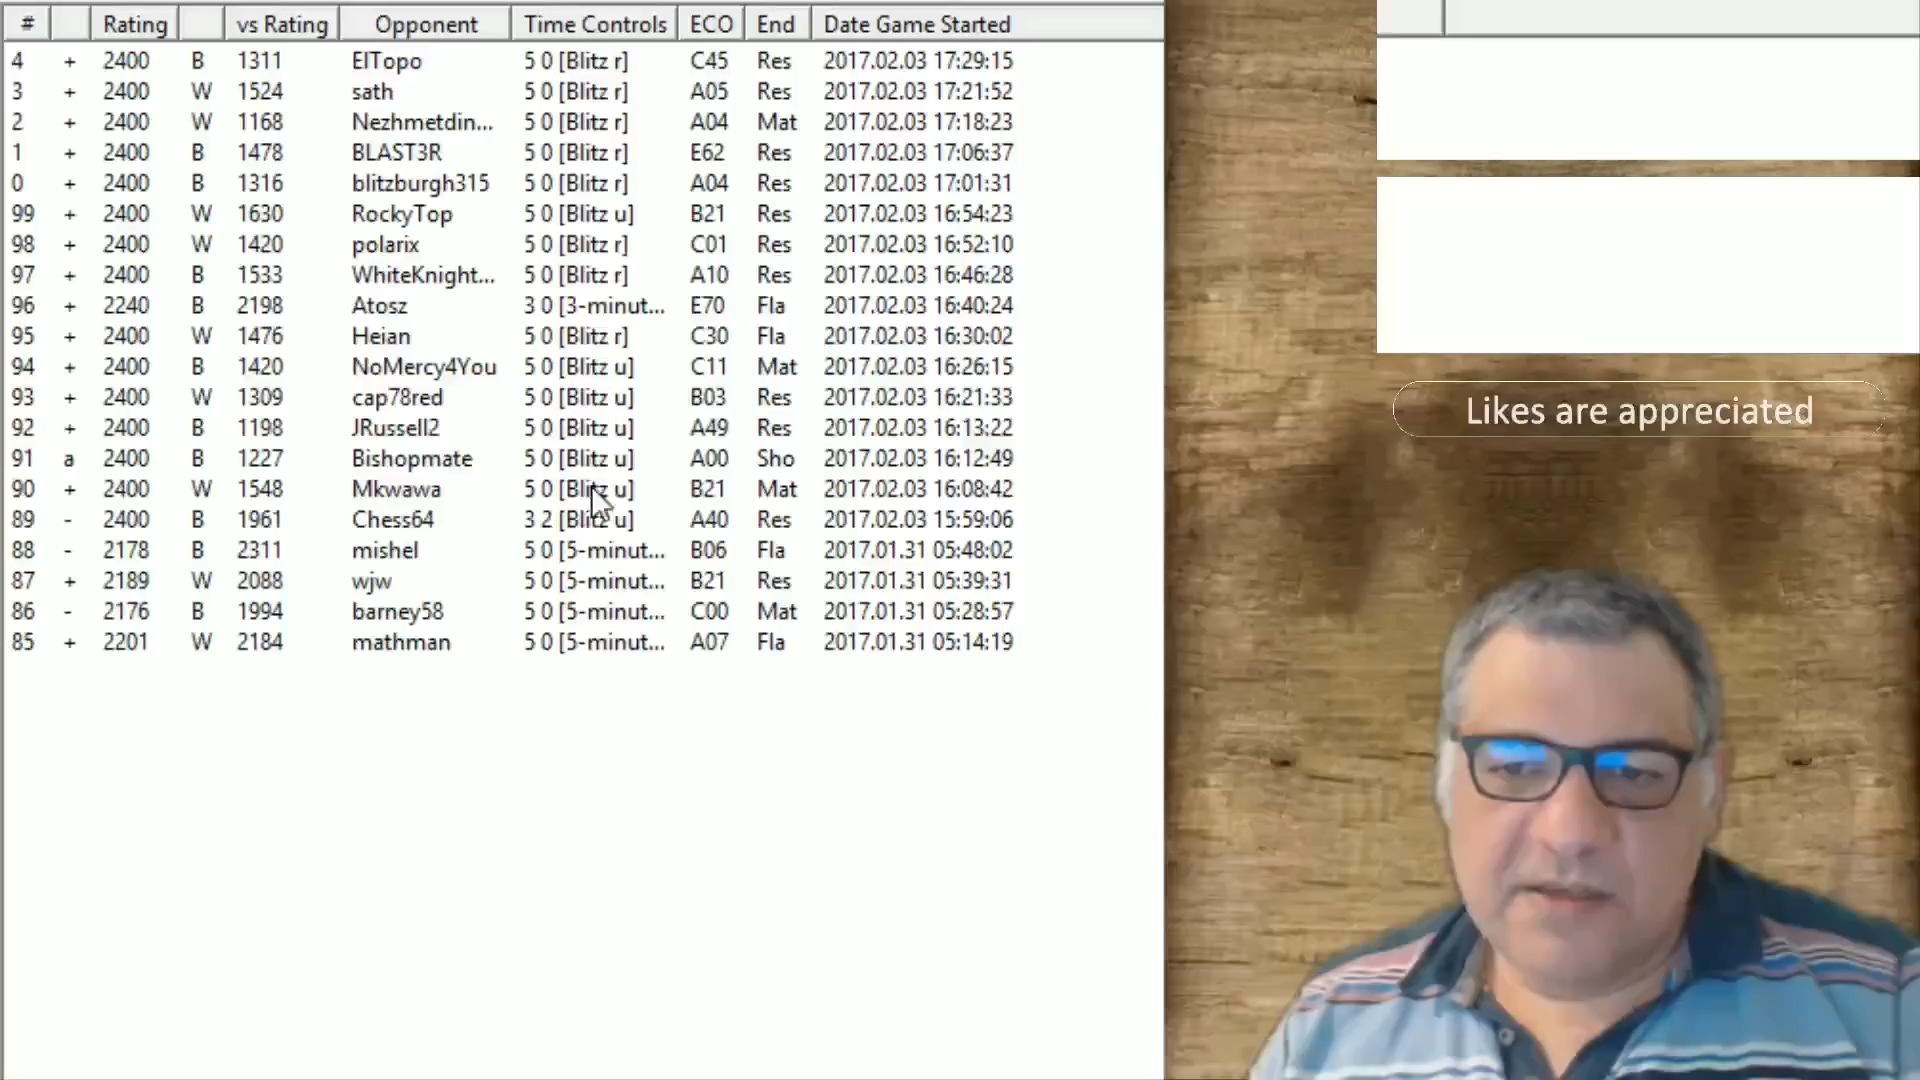 # Rating vs Rating Opponent Time Controls ECO End Date Game Started
4 + 2400 B 1311 ElTopo 5 0 [Blitz r] C45 Res 2017.02.03 17:29:15
3 + 2400 W 1524 sath 5 0 [Blitz r] A05 Res 2017.02.03 17:21:52
2 + 2400 W 1168 Nezhmetdin... 5 0 [Blitz r] A04 Mat 2017.02.03 17:18:23
1 + 2400 B 1478 BLAST3R 5 0 [Blitz r] E62 Res 2017.02.03 17:06:37
0 + 2400 B 1316 blitzburgh315 5 0 [Blitz r] A04 Res 2017.02.03 17:01:31
99 + 2400 W 1630 RockyTop 5 0 [Blitz u] B21 Res 2017.02.03 16:54:23
98 + 2400 W 1420 polarix 5 0 [Blitz r] C01 Res 2017.02.03 16:52:10
97 + 2400 B 1533 WhiteKnight... 5 0 [Blitz r] A10 Res 2017.02.03 16:46:28
96 + 2240 B 2198 Atosz 3 0 [3-minut... E70 Fla 2017.02.03 16:40:24
95 + 2400 W 1476 Heian 5 0 [Blitz r] C30 Fla 2017.02.03 16:30:02
94 + 2400 B 1420 NoMercy4You 5 0 [Blitz u] C11 Mat 2017.02.03 16:26:15
93 + 2400 W 1309 cap78red 5 0 [Blitz u] B03 Res 2017.02.03 16:21:33
92 + 2400 B 1198 JRussell2 5 0 [Blitz u] A49 Res 2017.02.03 16:13:22
91 a 2400 B 1227 Bishopmate 5 0 [Blitz u] A00 Sho 2017.02.03 16:12:49
90 + 2400 W 1548 Mkwawa 5 0 [Blitz u] B21 Mat 2017.02.03 16:08:42
89 - 2400 B 1961 Chess64 3 2 [Blitz u] A40 Res 2017.02.03 15:59:06
88 - 2178 B 2311 mishel 5 0 [5-minut... B06 Fla 2017.01.31 05:48:02
87 + 2189 W 2088 wjw 5 0 [5-minut... B21 Res 2017.01.31 05:39:31
86 - 2176 B 1994 barney58 5 0 [5-minut... C00 Mat 2017.01.31 05:28:57
85 + 2201 W 2184 mathman 5 0 [5-minut... A07 Fla 2017.01.31 05:14:19
Likes are appreciated